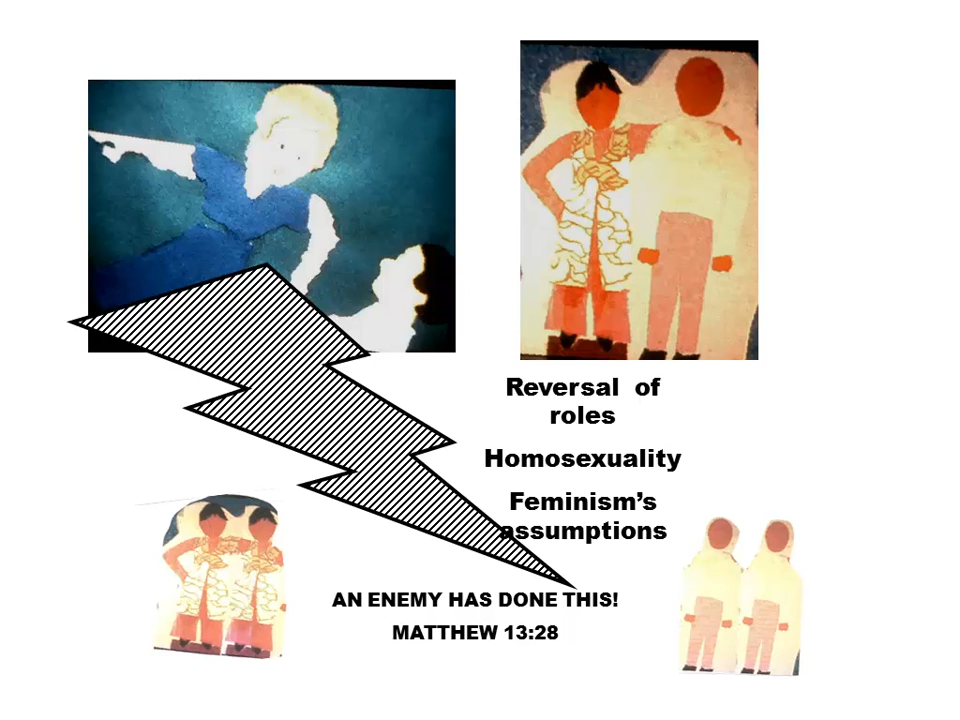 Reversal of
roles
Homosexuality
Feminism’s
assumptions
AN ENEMY HAS DONE THIS!
MATTHEW 13:28